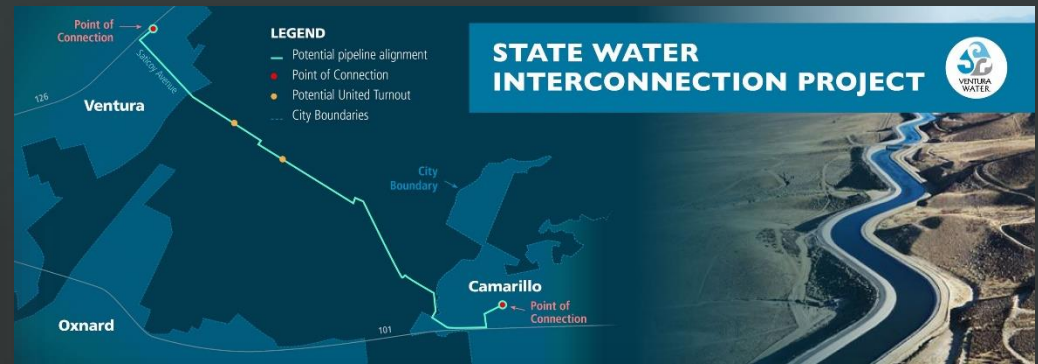 Point of
Connection
Saticoy Avenue
126
Ventura
LEGEND
Potential pipeline alignment
Point of Connection
Potential United Turnout
City Boundaries
STATE WATER
INTERCONNECTION PROJECT
VENTURA
WATER
City
Boundary
Camarillo
Point of
Connection
Oxnard
101